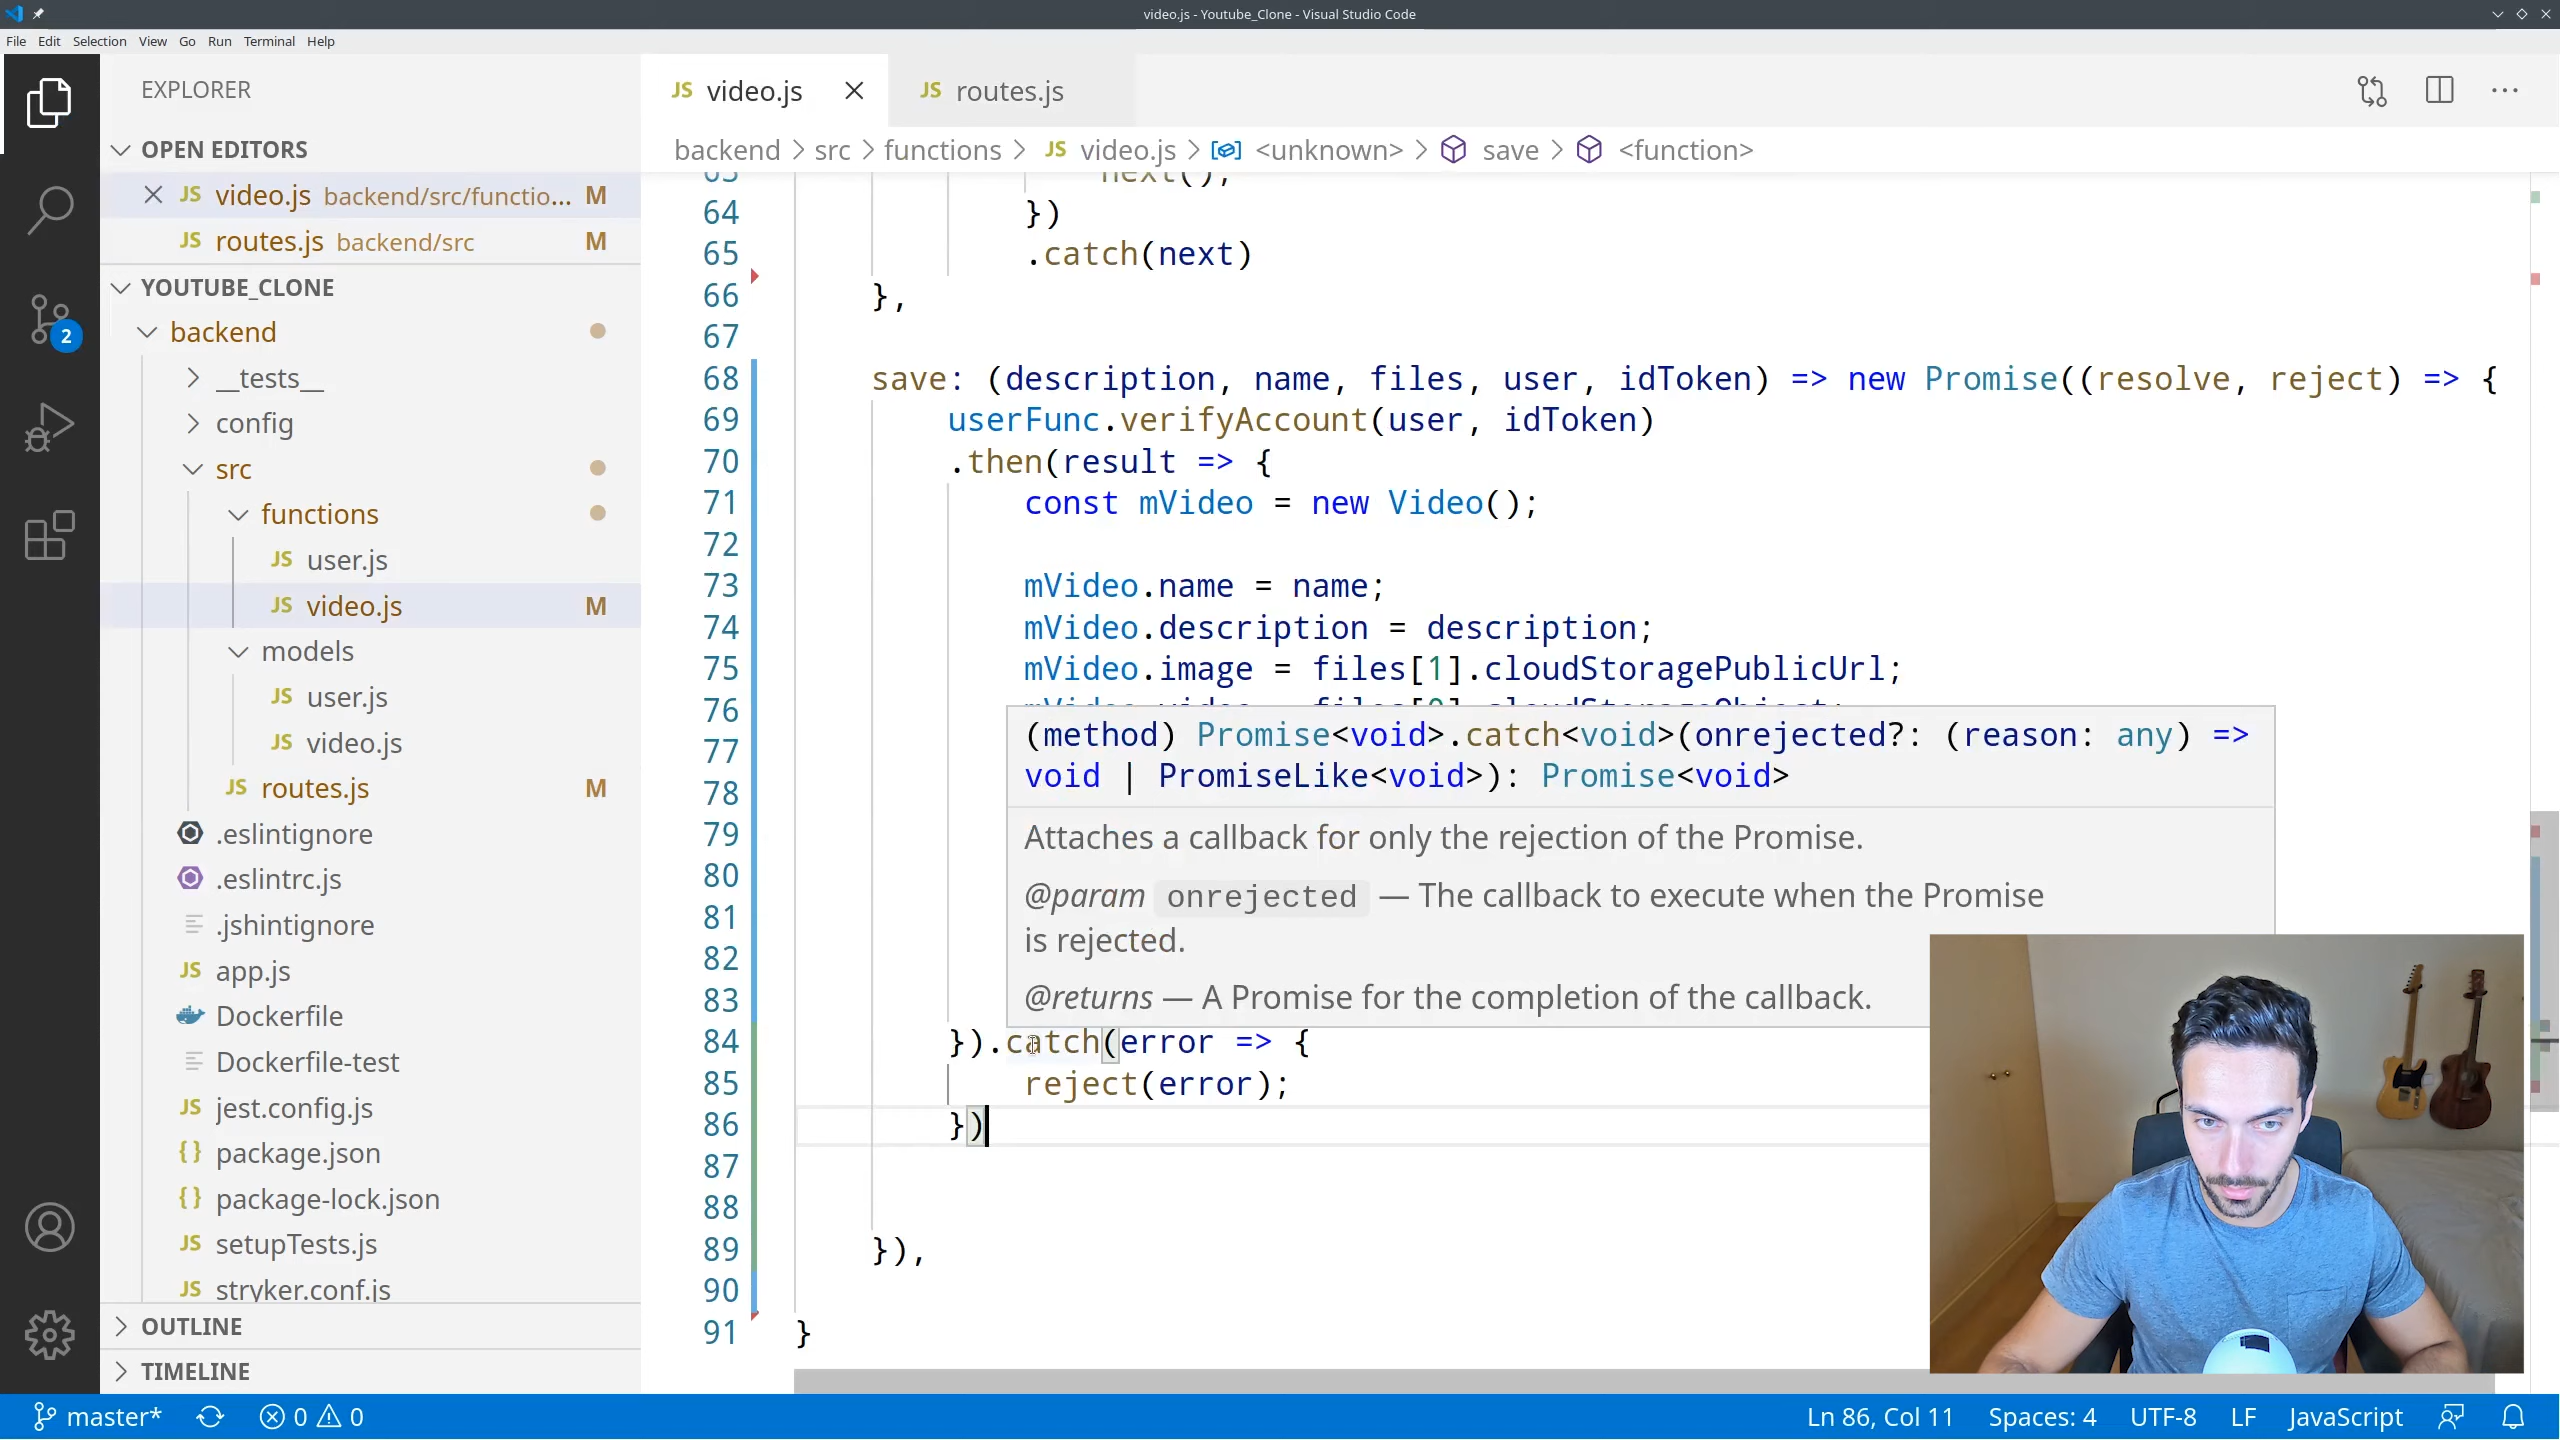 video.js - Youtube_Clone - Visual Studio Code
File Edit Selection View Go Run Terminal Help
EXPLORER
OPEN EDITORS
video.js backend/src/functio... M
routes.js backend/src M
YOUTUBE_CLONE
backend
__tests__
config
src
functions
JS user.js
JS video.js M
models
JS user.js
JS video.js
JS routes.js M
.eslintignore
.eslintrc.js
.jshintignore
JS app.js
Dockerfile
Dockerfile-test
JS jest.config.js
{} package.json
{} package-lock.json
JS setupTests.js
JS stryker.conf.js
OUTLINE
TIMELINE
2
JS video.js
JS routes.js
backend > src > functions > JS video.js > <unknown> > save > <function>
63 next();
64 })
65 .catch(next)
66 },
67
68 save: (description, name, files, user, idToken) => new Promise((resolve, reject) => {
69 userFunc.verifyAccount(user, idToken)
70 .then(result => {
71 const mVideo = new Video();
72
73 mVideo.name = name;
74 mVideo.description = description;
75 mVideo.image = files[1].cloudStoragePublicUrl;
76 mVideo.video = files[0].cloudStorageObject;
77
78
79
80
81
82
83
(method) Promise<void>.catch<void>(onrejected?: (reason: any) =>
void | PromiseLike<void>): Promise<void>
Attaches a callback for only the rejection of the Promise.
@param onrejected — The callback to execute when the Promise
is rejected.
@returns — A Promise for the completion of the callback.
84 }).catch(error => {
85 reject(error);
86 })
87
88
89 }),
90
91 }
master* 0 0 Ln 86, Col 11 Spaces: 4 UTF-8 LF JavaScript